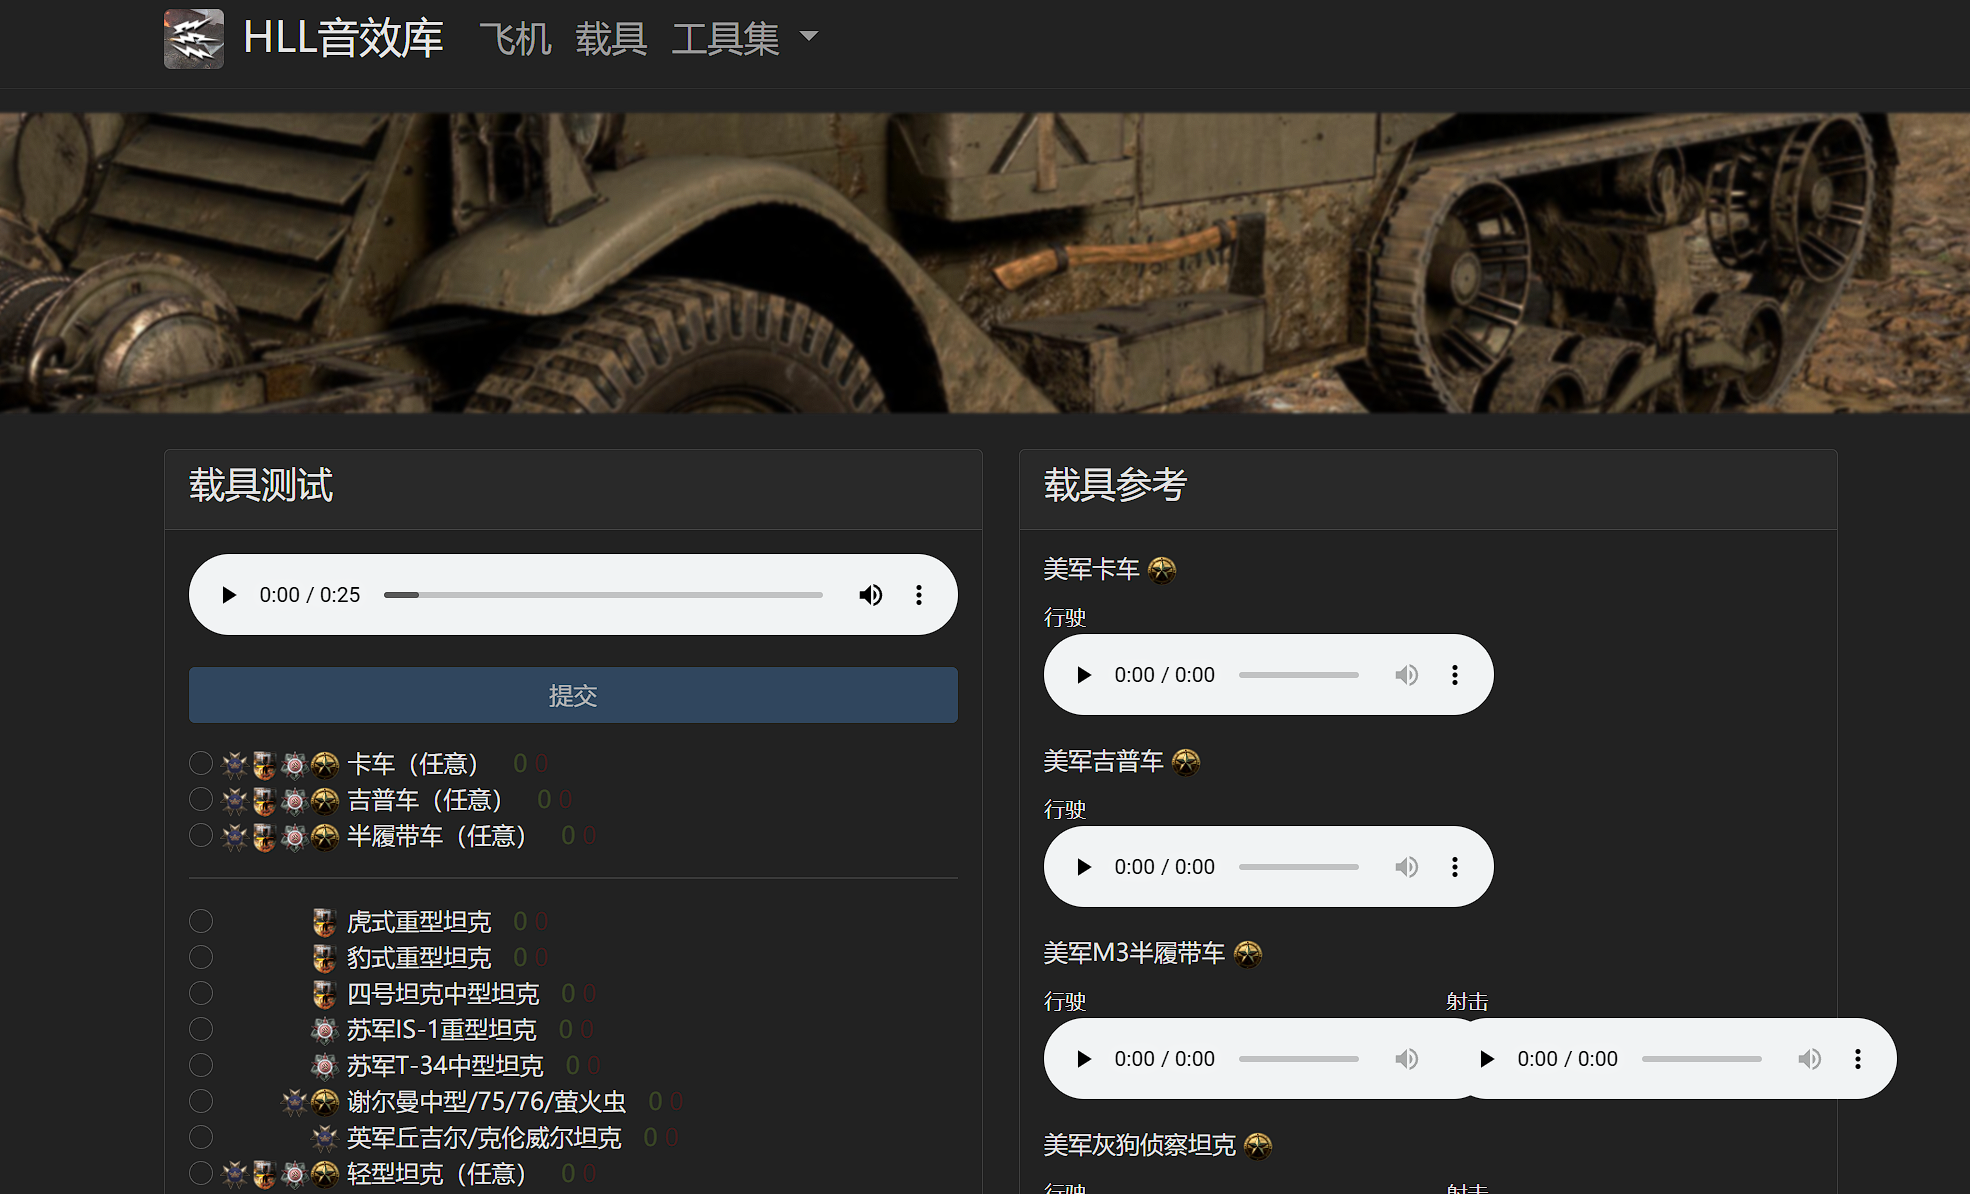 HLL音效库 飞机 载具 工具集
载具测试
0:00 / 0:25
提交
卡车（任意） 0 0
吉普车（任意） 0 0
半履带车（任意） 0 0
虎式重型坦克 0 0
豹式重型坦克 0 0
四号坦克中型坦克 0 0
苏军IS-1重型坦克 0 0
苏军T-34中型坦克 0 0
谢尔曼中型/75/76/萤火虫 0 0
英军丘吉尔/克伦威尔坦克 0 0
轻型坦克（任意） 0 0
载具参考
美军卡车
行驶
0:00 / 0:00
美军吉普车
行驶
0:00 / 0:00
美军M3半履带车
行驶 射击
0:00 / 0:00 0:00 / 0:00
美军灰狗侦察坦克
行驶 射击